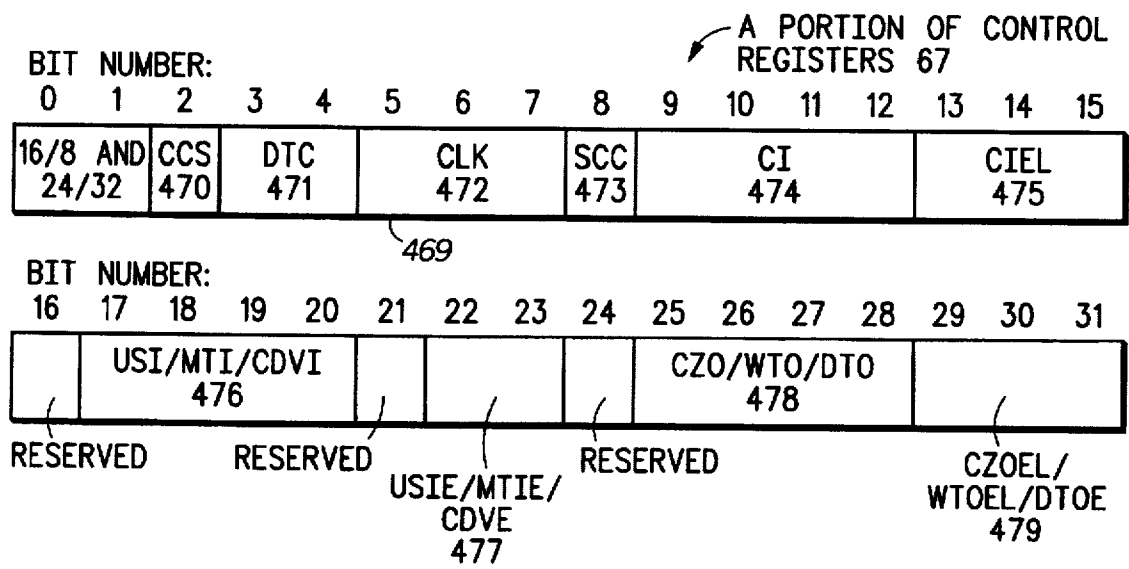 A PORTION OF CONTROL
REGISTERS 67
BIT NUMBER:
0 1 2 3 4 5 6 7 8 9 10 11 12 13 14 15
16/8 AND CCS DTC CLK SCC CI CIEL
24/32 470 471 472 473 474 475
469
BIT NUMBER:
16 17 18 19 20 21 22 23 24 25 26 27 28 29 30 31
USI/MTI/CDVI CZO/WTO/DTO
476 478
RESERVED RESERVED RESERVED
USIE/MTIE/
CDVE
477
CZOEL/
WTOEL/DTOE
479